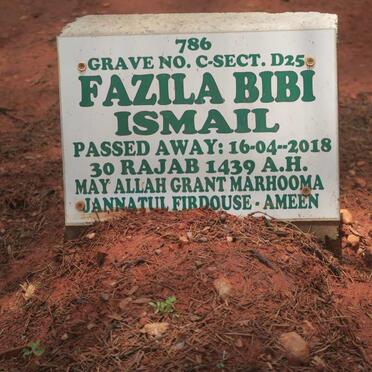 786
GRAVE NO. C-SECT. D25
FAZILA BIBI
ISMAIL
PASSED AWAY: 16-04--2018
30 RAJAB 1439 A.H.
MAY ALLAH GRANT MARHOOMA
JANNATUL FIRDOUSE - AMEEN